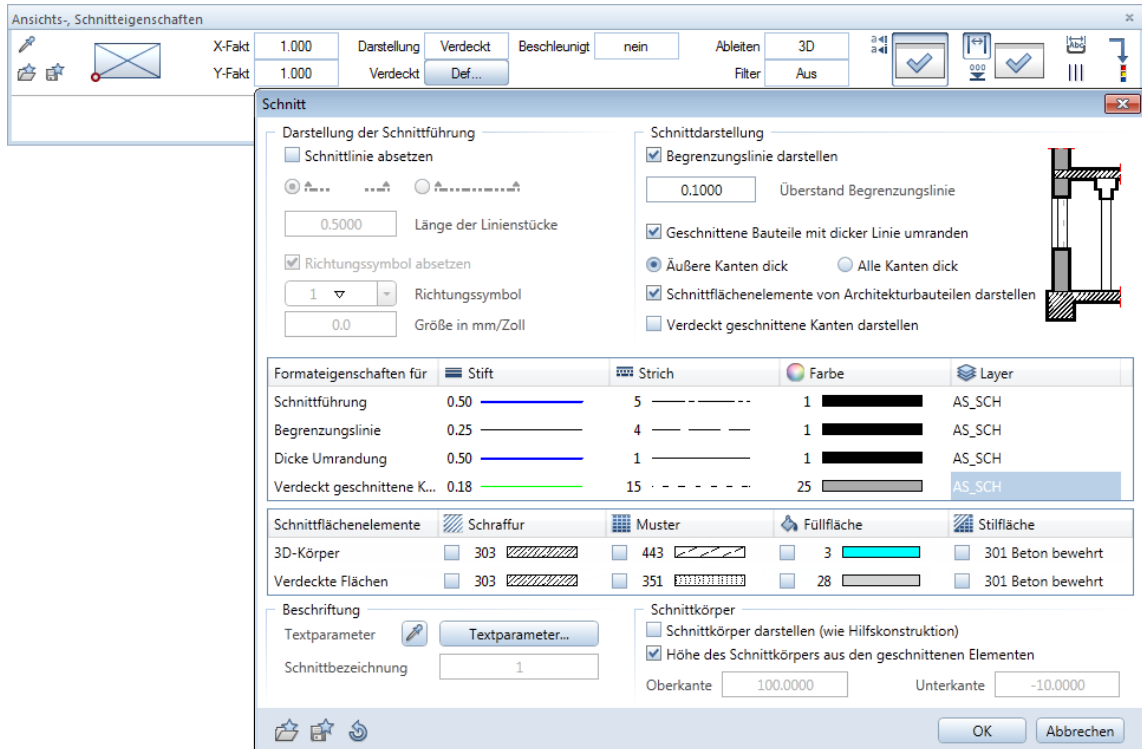 Ansichts-, Schnitteigenschaften
X-Fakt 1.000 Darstellung Verdeckt Beschleunigt nein Ableiten 3D
Y-Fakt 1.000 Verdeckt Def... Filter Aus
Schnitt
Darstellung der Schnittführung
Schnittlinie absetzen
0.5000 Länge der Linienstücke
Richtungssymbol absetzen
1 Richtungssymbol
0.0 Größe in mm/Zoll
Schnittdarstellung
Begrenzungslinie darstellen
0.1000 Überstand Begrenzungslinie
Geschnittene Bauteile mit dicker Linie umranden
Äußere Kanten dick Alle Kanten dick
Schnittflächenelemente von Architekturbauteilen darstellen
Verdeckt geschnittene Kanten darstellen
Formateigenschaften für Stift Strich Farbe Layer
Schnittführung 0.50 5 1 AS_SCH
Begrenzungslinie 0.25 4 1 AS_SCH
Dicke Umrandung 0.50 1 1 AS_SCH
Verdeckt geschnittene K... 0.18 15 25 AS_SCH
Schnittflächenelemente Schraffur Muster Füllfläche Stilfläche
3D-Körper 303 443 3 301 Beton bewehrt
Verdeckte Flächen 303 351 28 301 Beton bewehrt
Beschriftung
Textparameter Textparameter...
Schnittbezeichnung 1
Schnittkörper
Schnittkörper darstellen (wie Hilfskonstruktion)
Höhe des Schnittkörpers aus den geschnittenen Elementen
Oberkante 100.0000 Unterkante -10.0000
OK Abbrechen